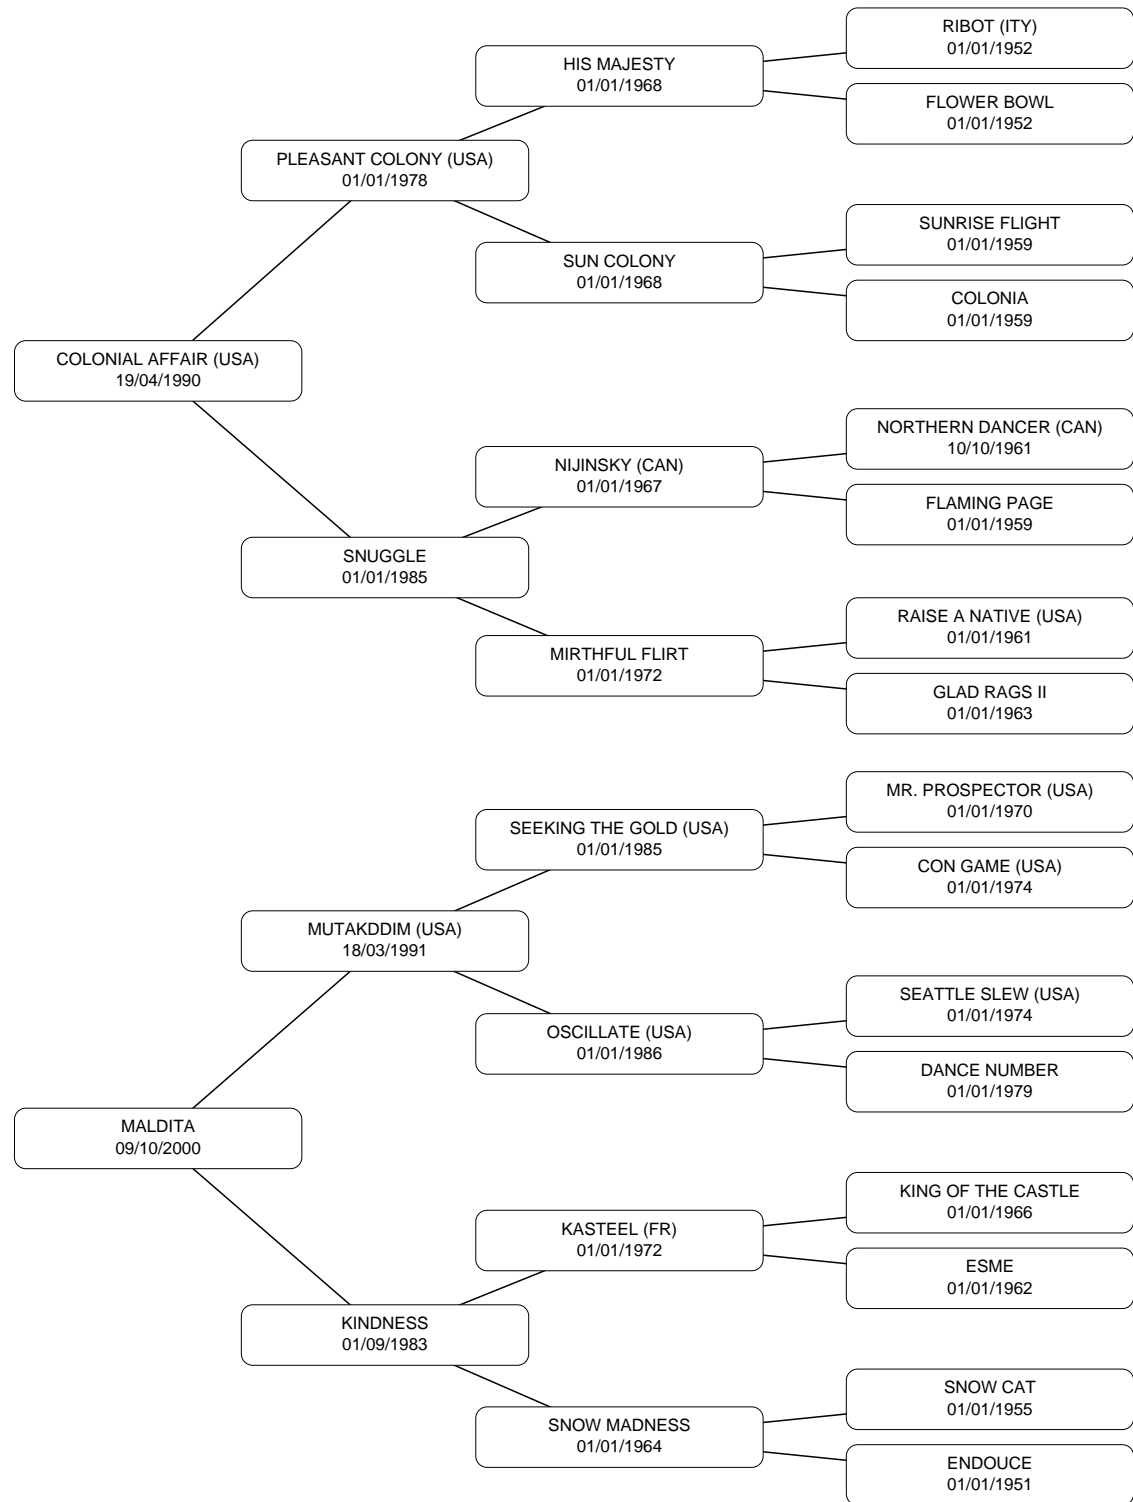 RIBOT (ITY)
01/01/1952
HIS MAJESTY
01/01/1968
FLOWER BOWL
01/01/1952
PLEASANT COLONY (USA)
01/01/1978
SUNRISE FLIGHT
01/01/1959
SUN COLONY
01/01/1968
COLONIA
01/01/1959
COLONIAL AFFAIR (USA)
19/04/1990
NORTHERN DANCER (CAN)
10/10/1961
NIJINSKY (CAN)
01/01/1967
FLAMING PAGE
01/01/1959
SNUGGLE
01/01/1985
RAISE A NATIVE (USA)
01/01/1961
MIRTHFUL FLIRT
01/01/1972
GLAD RAGS II
01/01/1963
MR. PROSPECTOR (USA)
01/01/1970
SEEKING THE GOLD (USA)
01/01/1985
CON GAME (USA)
01/01/1974
MUTAKDDIM (USA)
18/03/1991
SEATTLE SLEW (USA)
01/01/1974
OSCILLATE (USA)
01/01/1986
DANCE NUMBER
01/01/1979
MALDITA
09/10/2000
KING OF THE CASTLE
01/01/1966
KASTEEL (FR)
01/01/1972
ESME
01/01/1962
KINDNESS
01/09/1983
SNOW CAT
01/01/1955
SNOW MADNESS
01/01/1964
ENDOUCE
01/01/1951